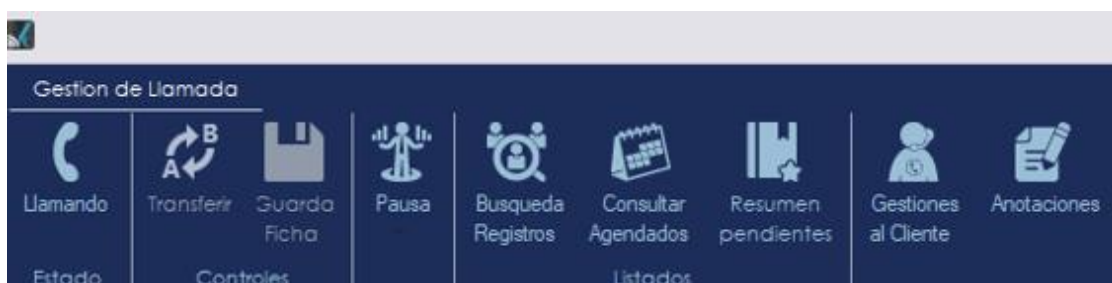 Gestion de Llamada
B
A
Llamando
Transferir
Guarda
Ficha
Pausa
Busqueda
Registros
Consultar
Agendados
Resumen
pendientes
Gestiones
al Cliente
Anotaciones
Estado
Controles
Listados